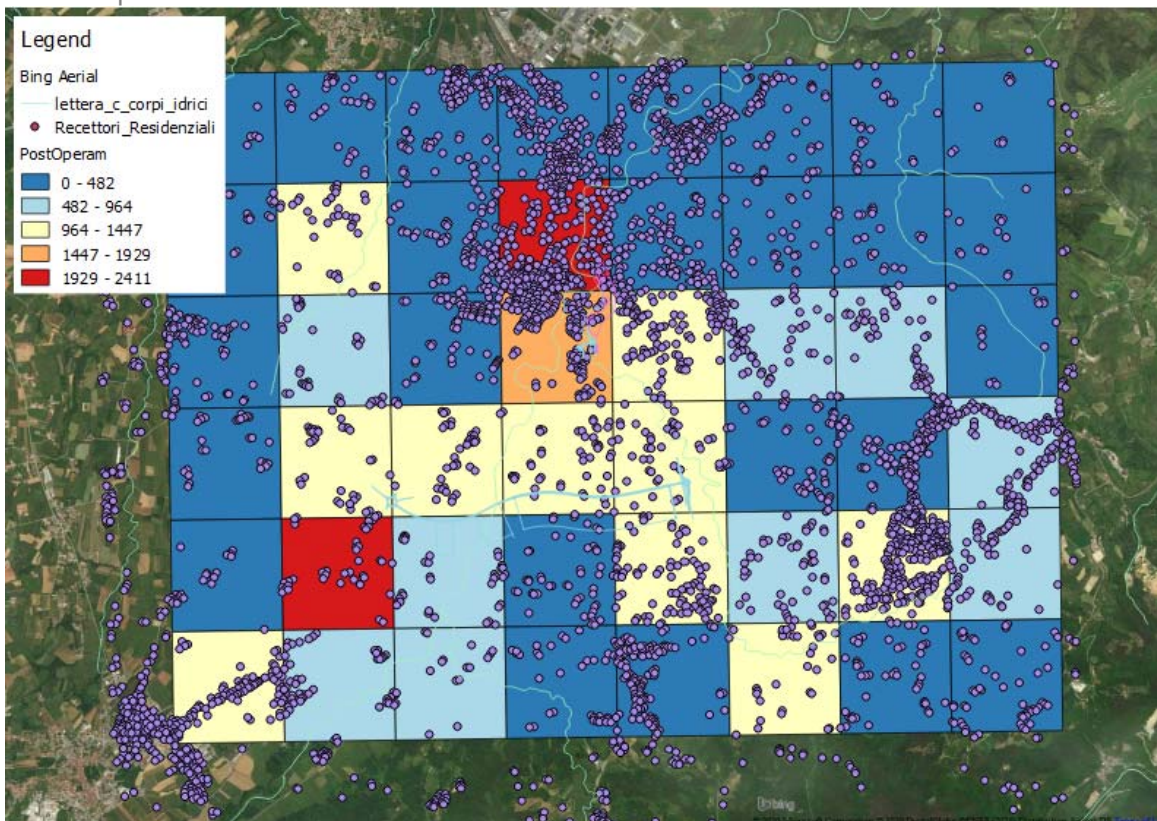 Legend
Bing Aerial
lettera_c_corpi_idrici
Recettori_Residenziali
PostOperam
0 - 482
482 - 964
964 - 1447
1447 - 1929
1929 - 2411
bing